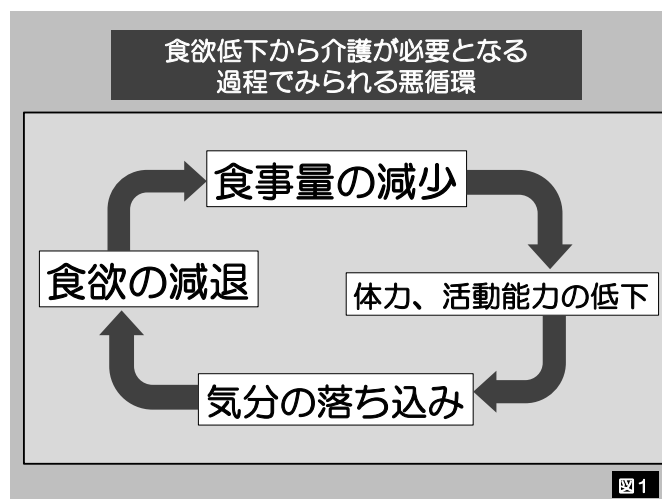 食欲低下から介護が必要となる
過程でみられる悪循環
食事量の減少
食欲の減退
体力、活動能力の低下
気分の落ち込み
図1